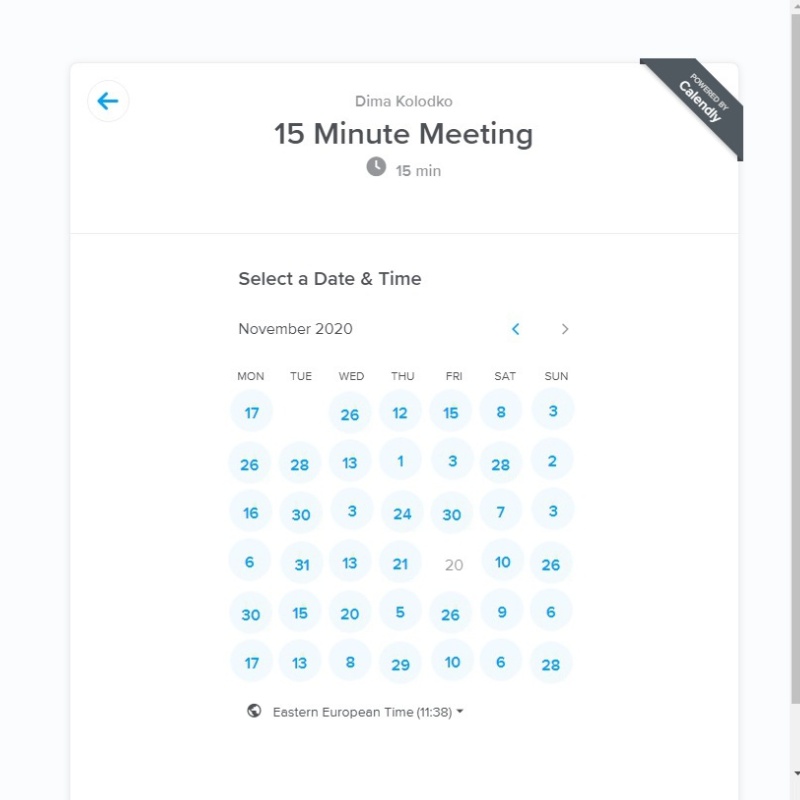 POWERED BY
Calendly
Dima Kolodko
15 Minute Meeting
15 min
Select a Date & Time
November 2020
MON TUE WED THU FRI SAT SUN
17 26 12 15 8 3
26 28 13 1 3 28 2
16 30 3 24 30 7 3
6 31 13 21 20 10 26
30 15 20 5 26 9 6
17 13 8 29 10 6 28
Eastern European Time (11:38)